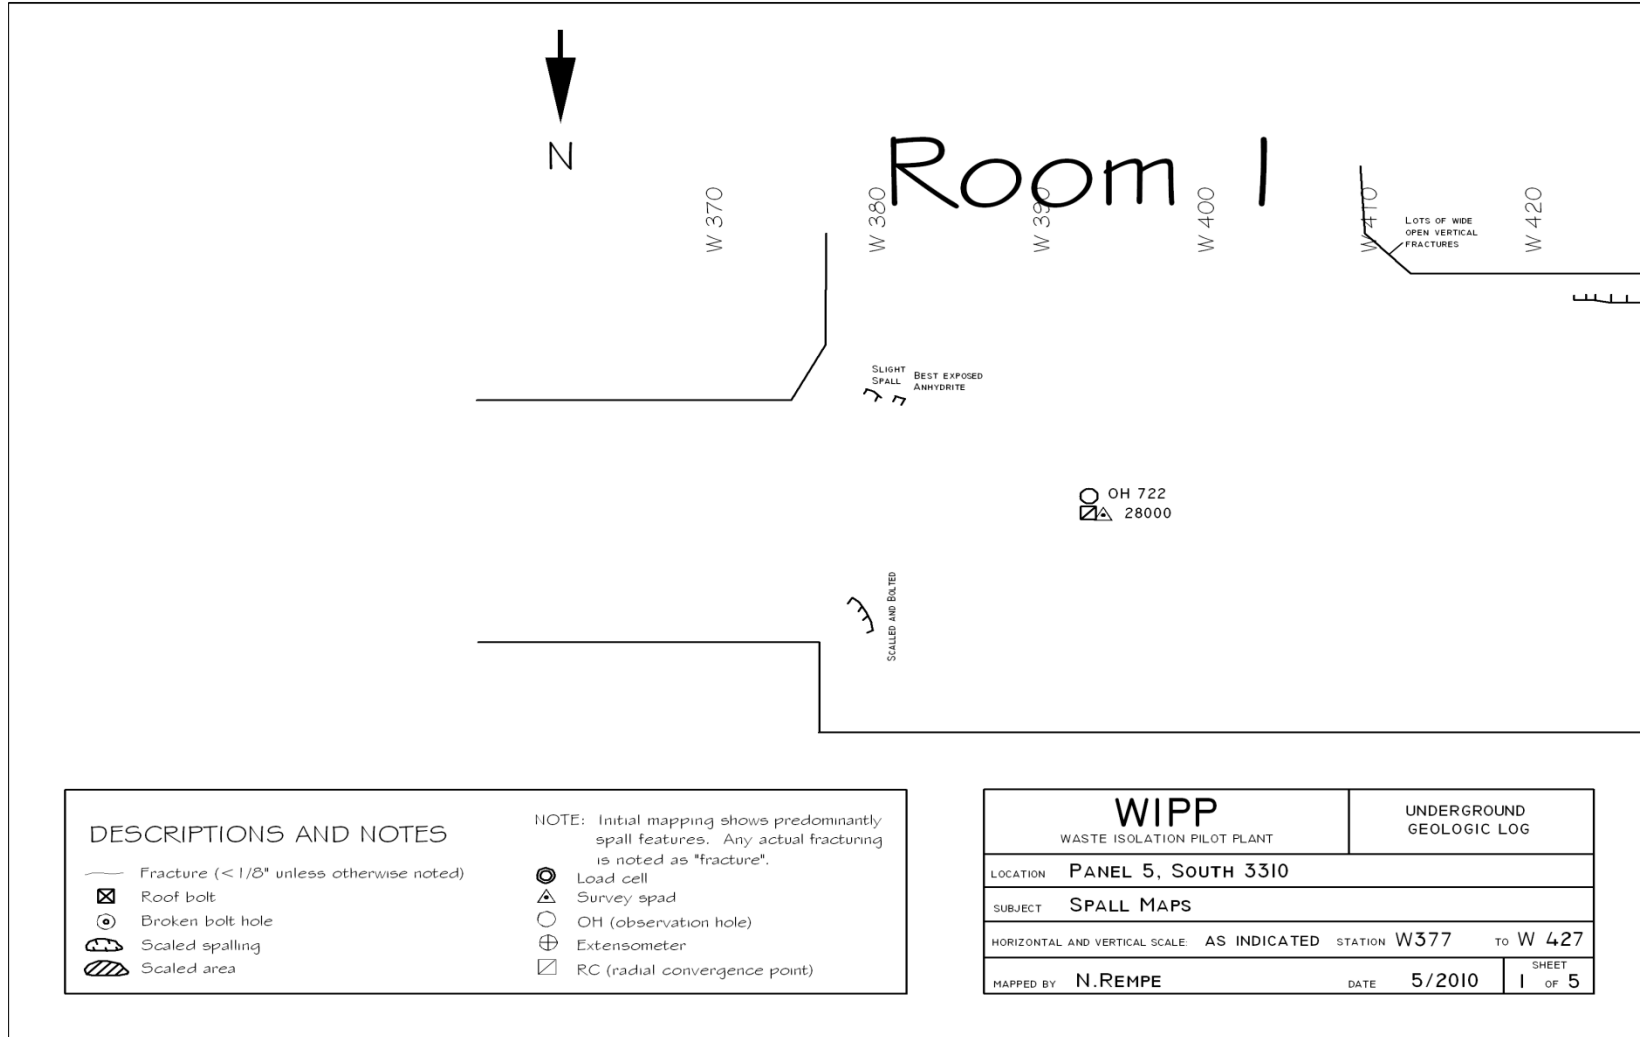 N
Room 1
W 370
W 380
W 390
W 400
W 410
W 420
LOTS OF WIDE
OPEN VERTICAL
FRACTURES
SLIGHT
SPALL
BEST EXPOSED
ANHYDRITE
OH 722
28000
SCALLED AND BOLTED
DESCRIPTIONS AND NOTES
Fracture (<1/8" unless otherwise noted)
Roof bolt
Broken bolt hole
Scaled spalling
Scaled area
NOTE: Initial mapping shows predominantly
spall features. Any actual fracturing
is noted as "fracture".
Load cell
Survey spad
OH (observation hole)
Extensometer
RC (radial convergence point)
WIPP
WASTE ISOLATION PILOT PLANT
UNDERGROUND
GEOLOGIC LOG
LOCATION PANEL 5, SOUTH 3310
SUBJECT SPALL MAPS
HORIZONTAL AND VERTICAL SCALE: AS INDICATED STATION W377 TO W 427
MAPPED BY N.REMPE DATE 5/2010 SHEET 1 OF 5